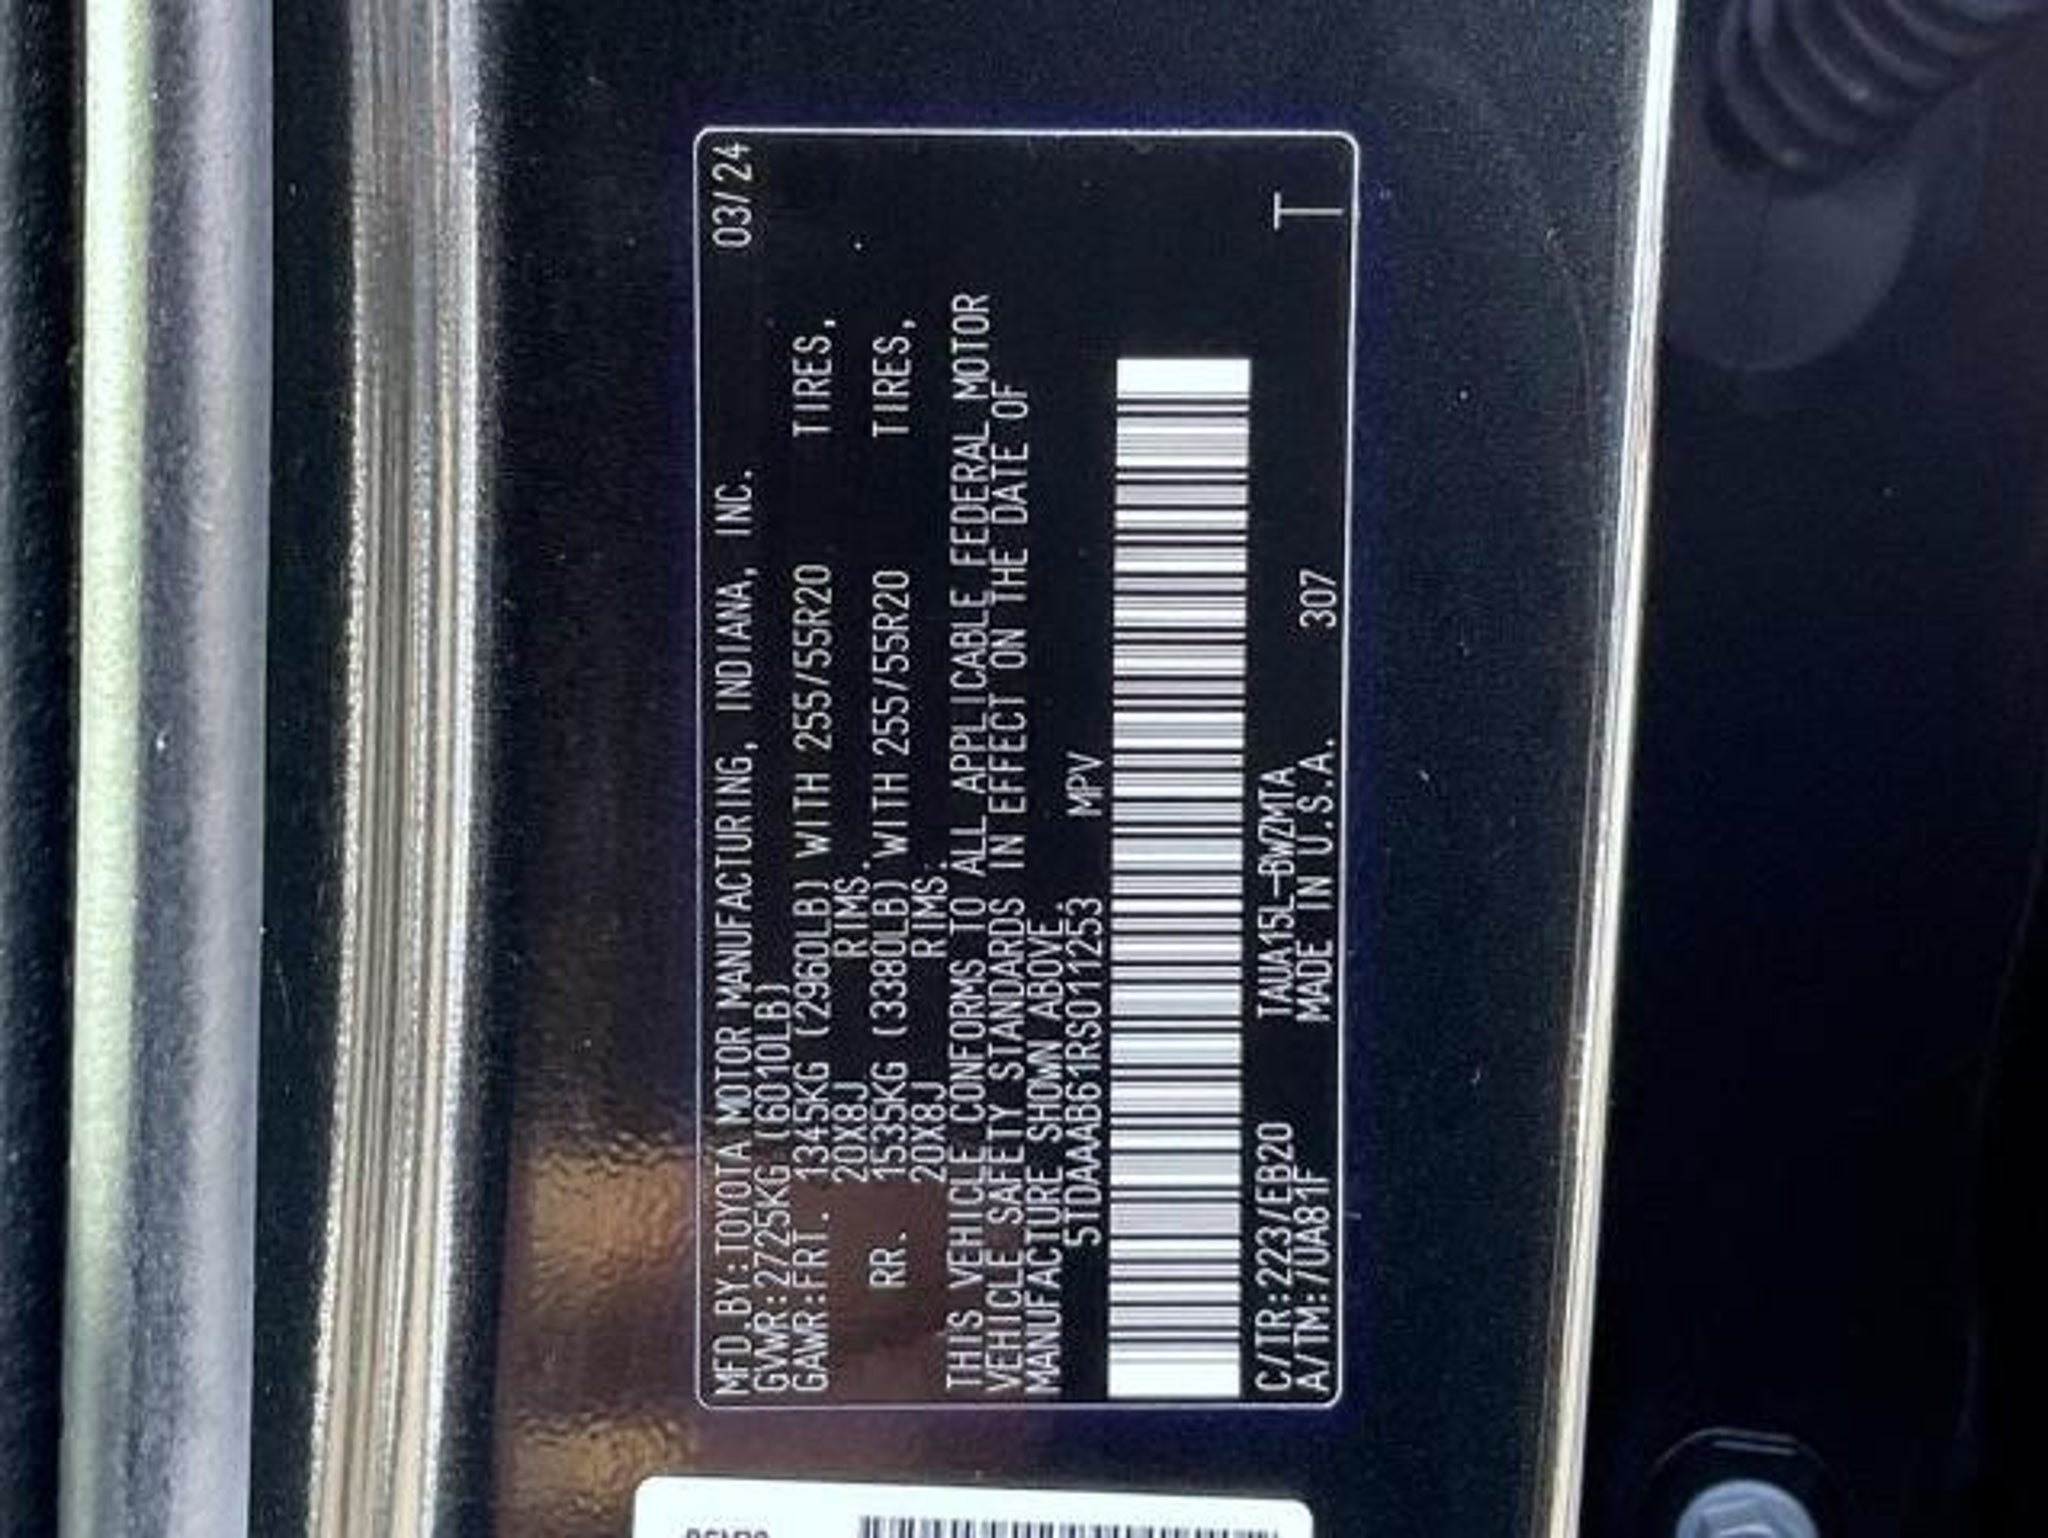 03/24
MFD.BY:TOYOTA MOTOR MANUFACTURING, INDIANA, INC.
GVWR:2725KG (6010LB)
GAWR:FRT. 1345KG (2960LB) WITH 255/55R20 TIRES,
20X8J RIMS.
RR. 1535KG (3380LB) WITH 255/55R20 TIRES,
20X8J RIMS.
THIS VEHICLE CONFORMS TO ALL APPLICABLE FEDERAL MOTOR
VEHICLE SAFETY STANDARDS IN EFFECT ON THE DATE OF
MANUFACTURE SHOWN ABOVE.
5TDAAAB61RS011253 MPV
C/TR:223/EB20 TAUA15L-BWZMTA
A/TM:/UA81F MADE IN U.S.A. 307
T